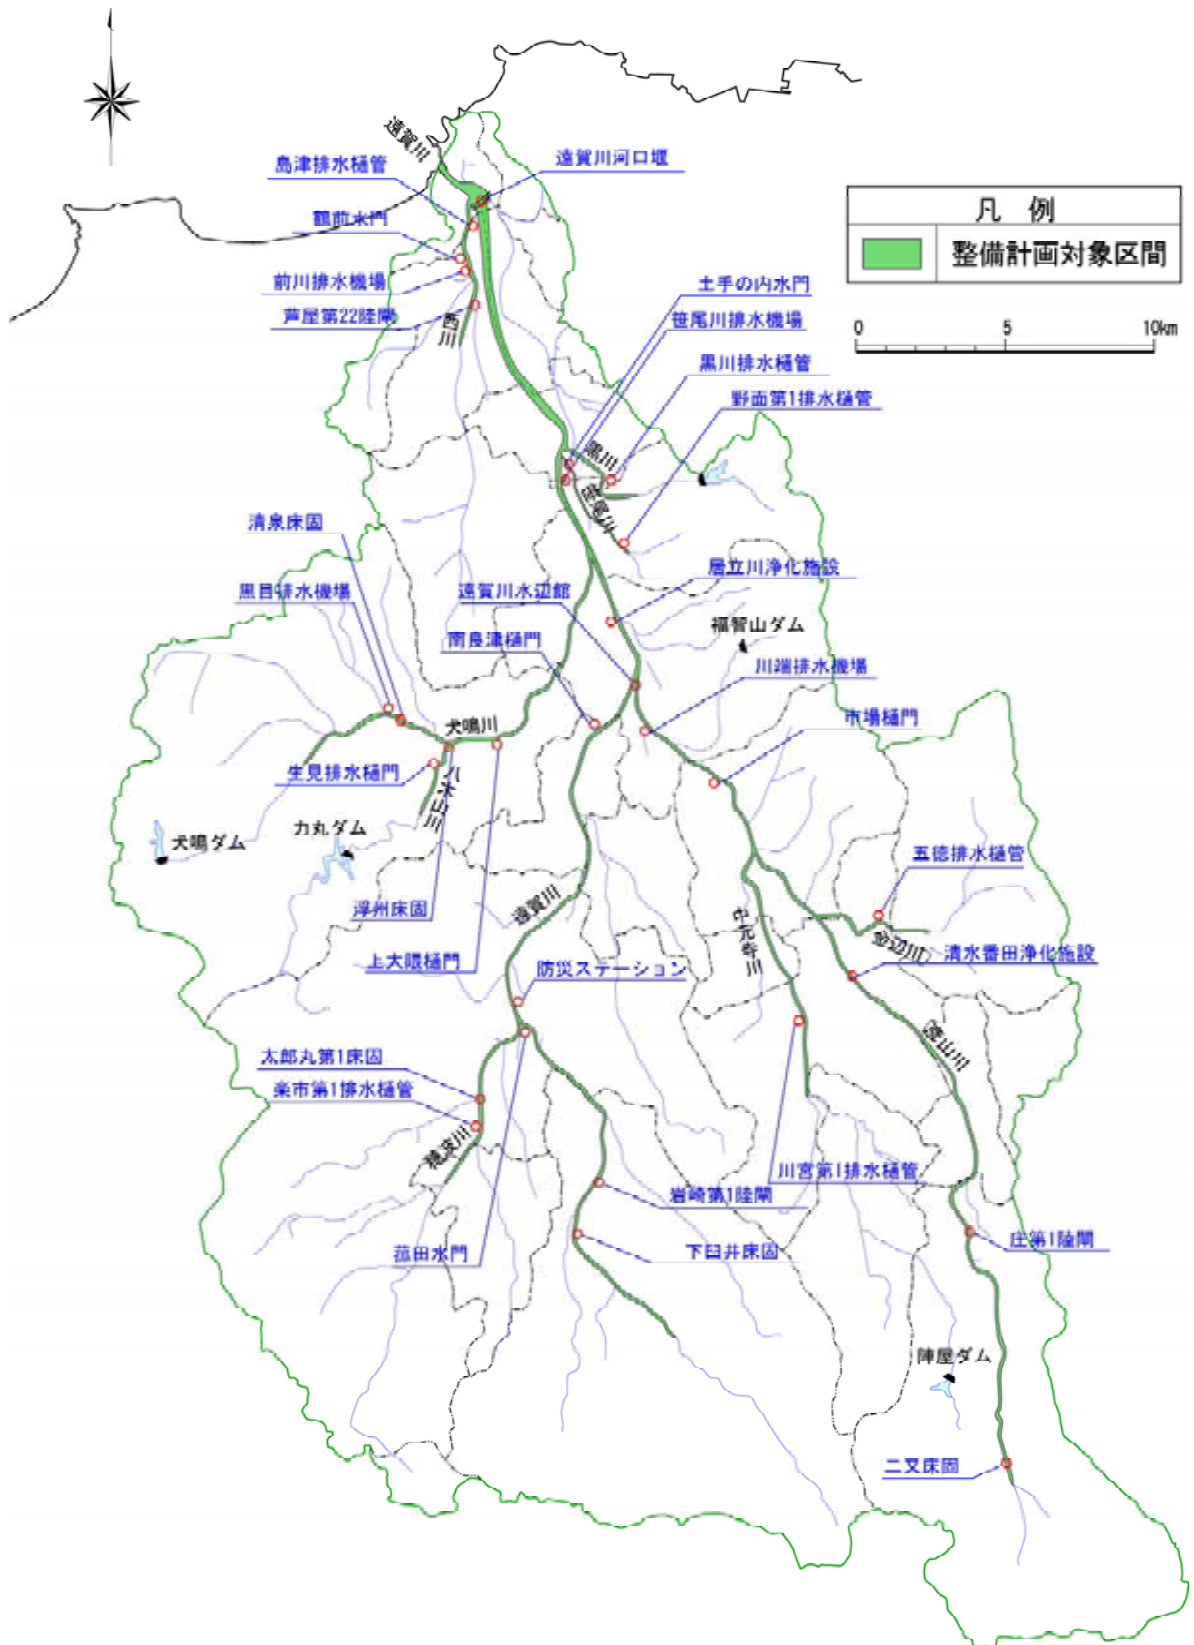 遠賀川
島津排水樋管
遠賀川河口堰
鶴前水門
凡 例
整備計画対象区間
前川排水機場
土手の内水門
芦屋第22陸閘
西川
笹尾川排水機場
0 5 10km
黒川排水樋管
野面第1排水樋管
黒川
笹尾川
清泉床固
居立川浄化施設
黒目排水機場
遠賀川水辺館
福智山ダム
南良津樋門
川端排水機場
市場樋門
犬鳴川
生見排水樋門
八木山川
力丸ダム
犬鳴ダム
五徳排水樋管
浮州床固
遠賀川
中元寺川
金辺川
上大隈樋門
防災ステーション
清水番田浄化施設
彦山川
太郎丸第1床固
楽市第1排水樋管
穂波川
川宮第1排水樋管
岩崎第1陸閘
菰田水門
下臼井床固
庄第1陸閘
陣屋ダム
二又床固